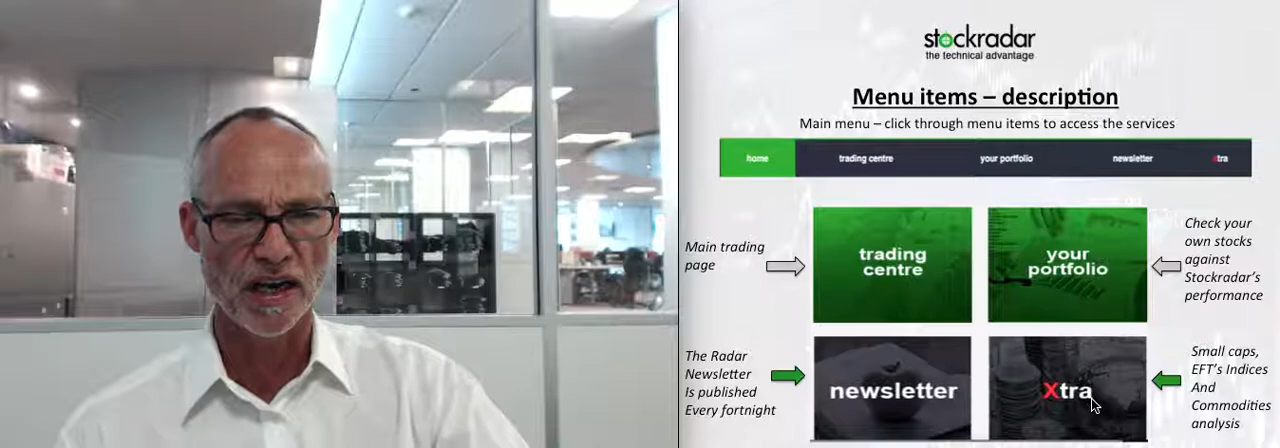 stockradar
the technical advantage
Menu items – description
Main menu – click through menu items to access the services
home
trading centre
your portfolio
newsletter
xtra
Main trading
page
trading
centre
your
portfolio
Check your
own stocks
against
Stockradar's
performance
The Radar
Newsletter
Is published
Every fortnight
newsletter
Xtra
Small caps,
EFT's Indices
And
Commodities
analysis